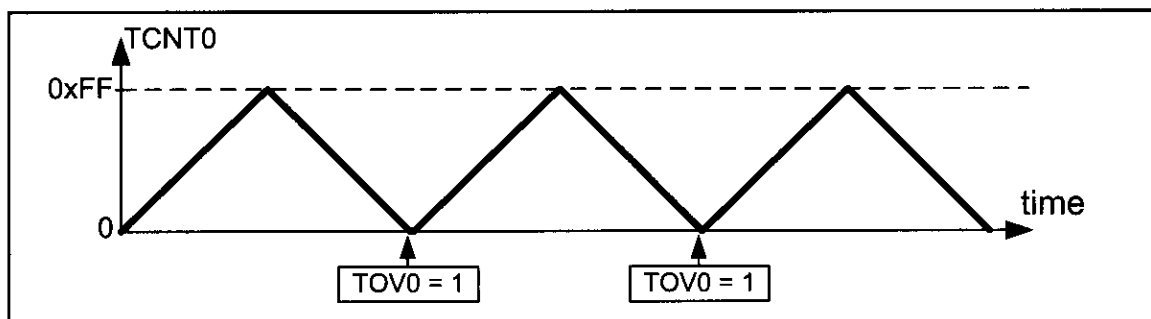 TCNT0
0xFF
0
time
TOV0 = 1
TOV0 = 1